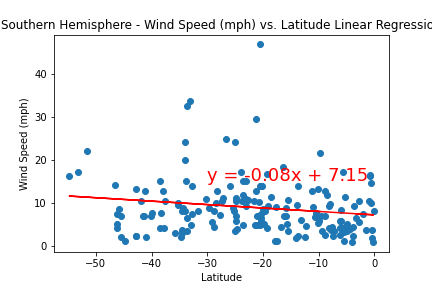 Southern Hemisphere - Wind Speed (mph) vs. Latitude Linear Regressio
40
30
20
10
0
Wind Speed (mph)
y = -0.08x + 7.15
−50
−40
−30
−20
−10
0
Latitude